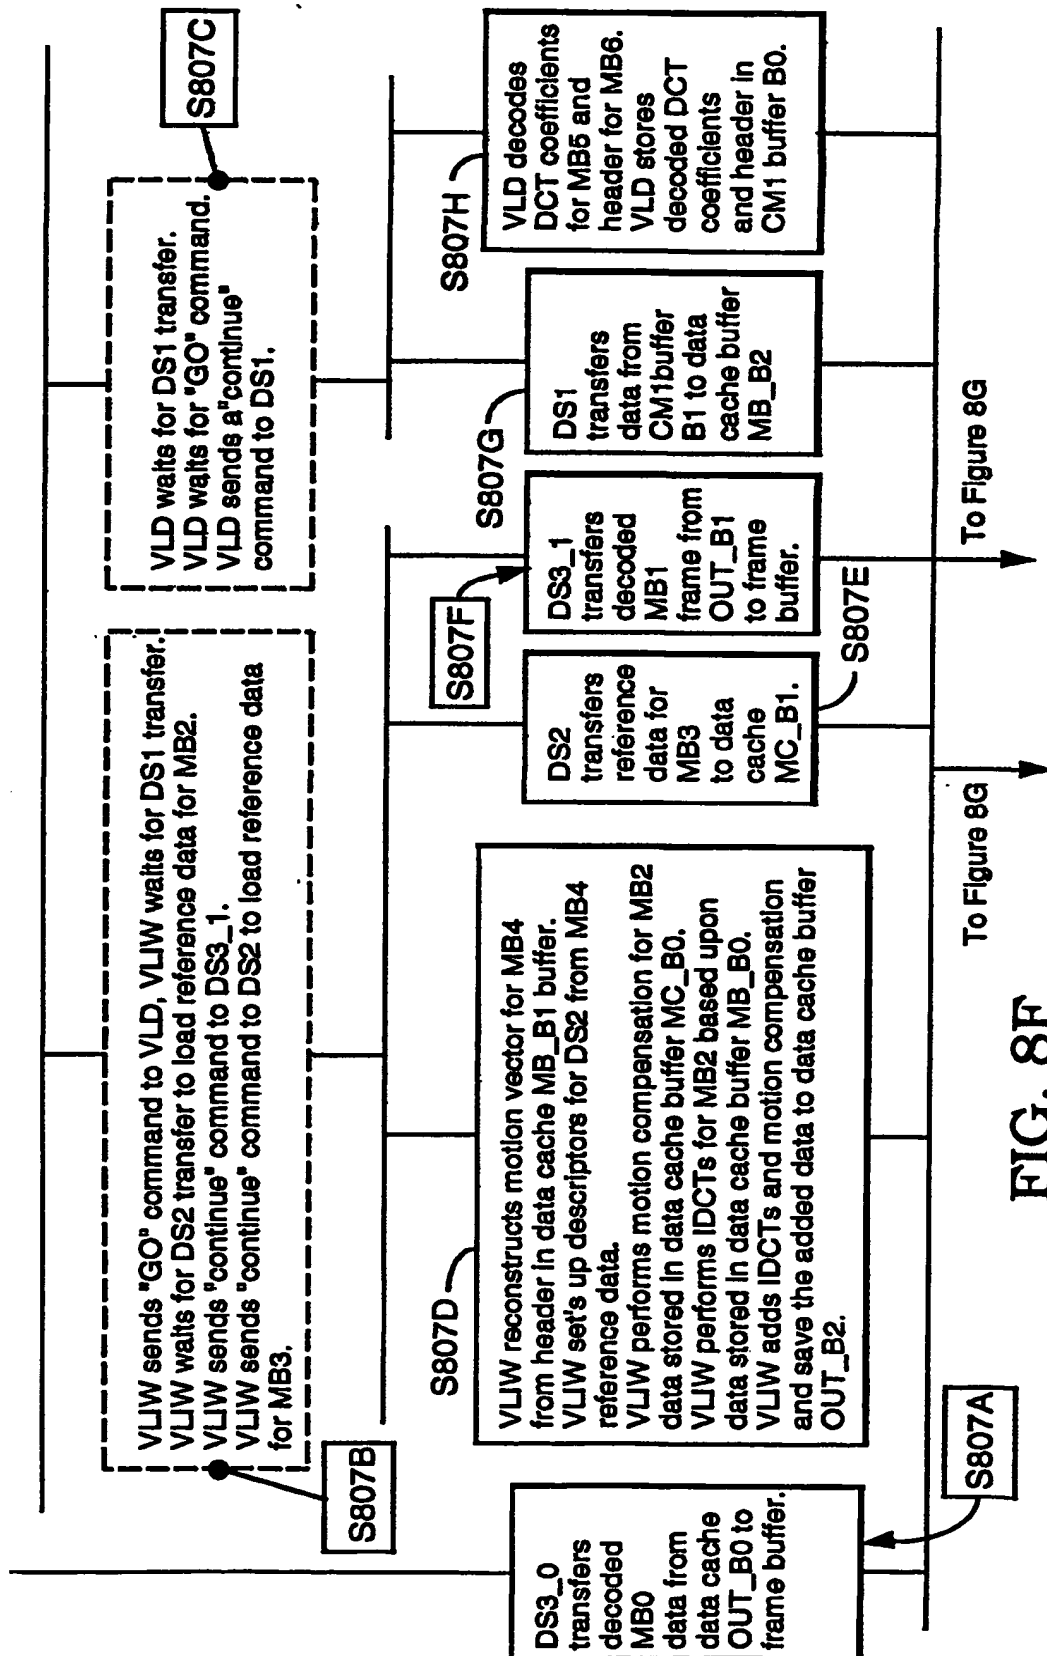 VLIW sends "GO" command to VLD, VLIW waits for DS1 transfer.
VLIW waits for DS2 transfer to load reference data for MB2.
VLIW sends "continue" command to DS3_1.
VLIW sends "continue" command to DS2 to load reference data
for MB3.
S807B
VLD waits for DS1 transfer.
VLD waits for "GO" command.
VLD sends a"continue"
command to DS1.
S807C
DS3_0
transfers
decoded
MB0
data from
data cache
OUT_B0 to
frame buffer.
S807A
S807D
VLIW reconstructs motion vector for MB4
from header in data cache MB_B1 buffer.
VLIW set's up descriptors for DS2 from MB4
reference data.
VLIW performs motion compensation for MB2
data stored in data cache buffer MC_B0.
VLIW performs IDCTs for MB2 based upon
data stored in data cache buffer MB_B0.
VLIW adds IDCTs and motion compensation
and save the added data to data cache buffer
OUT_B2.
DS2
transfers
reference
data for
MB3
to data
cache
MC_B1.
S807E
S807F
DS3_1
transfers
decoded
MB1
frame from
OUT_B1
to frame
buffer.
S807G
DS1
transfers
data from
CM1buffer
B1 to data
cache buffer
MB_B2
S807H
VLD decodes
DCT coefficients
for MB5 and
header for MB6.
VLD stores
decoded DCT
coefficients
and header in
CM1 buffer B0.
To Figure 8G
To Figure 8G
FIG. 8F